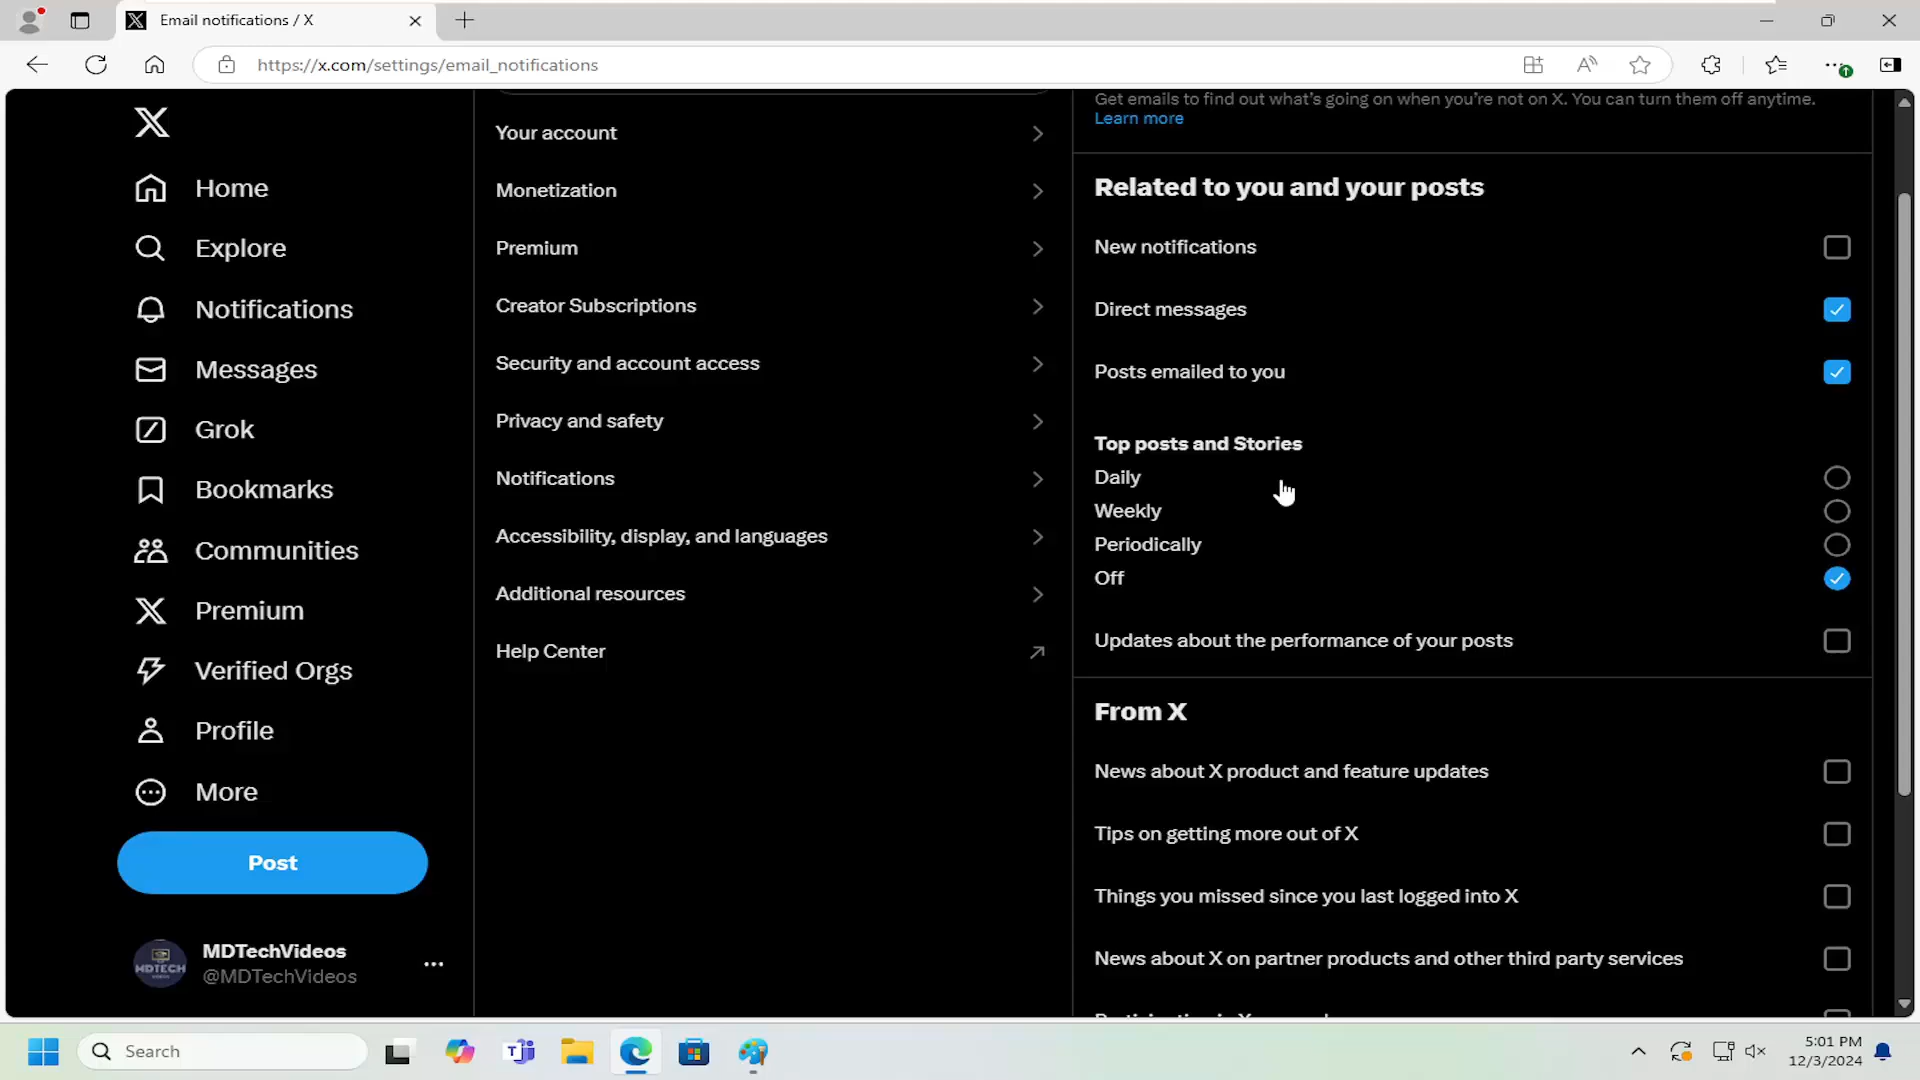 Email notifications / X
https://x.com/settings/email_notifications
Home
Explore
Notifications
Messages
Grok
Bookmarks
Communities
Premium
Verified Orgs
Profile
More
Post
MDTECH
MDTechVideos
@MDTechVideos
Your account
Monetization
Premium
Creator Subscriptions
Security and account access
Privacy and safety
Notifications
Accessibility, display, and languages
Additional resources
Help Center
Get emails to find out what's going on when you're not on X. You can turn them off anytime.
Learn more
Related to you and your posts
New notifications
Direct messages
Posts emailed to you
Top posts and Stories
Daily
Weekly
Periodically
Off
Updates about the performance of your posts
From X
News about X product and feature updates
Tips on getting more out of X
Things you missed since you last logged into X
News about X on partner products and other third party services
Search
5:01 PM
12/3/2024